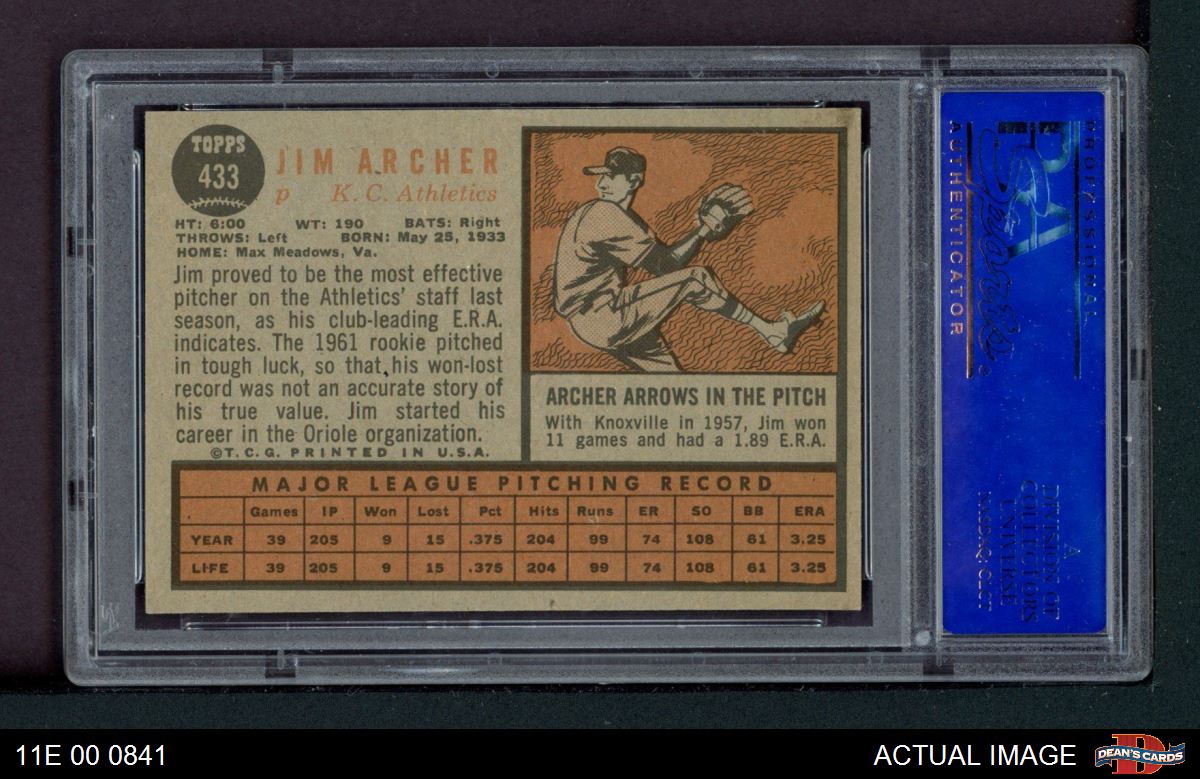 TOPPS
433
JIM ARCHER
p K. C. Athletics
HT: 6:00 WT: 190 BATS: Right
THROWS: Left BORN: May 25, 1933
HOME: Max Meadows, Va.
Jim proved to be the most effective
pitcher on the Athletics' staff last
season, as his club-leading E.R.A.
indicates. The 1961 rookie pitched
in tough luck, so that his won-lost
record was not an accurate story of
his true value. Jim started his
career in the Oriole organization.
©T. C. G. PRINTED IN U.S.A.
ARCHER ARROWS IN THE PITCH
With Knoxville in 1957, Jim won
11 games and had a 1.89 E.R.A.
MAJOR LEAGUE PITCHING RECORD
Games IP Won Lost Pct Hits Runs ER SO BB ERA
YEAR 39 205 9 15 .375 204 99 74 108 61 3.25
LIFE 39 205 9 15 .375 204 99 74 108 61 3.25
PROFESSIONAL
PSA
Sports
AUTHENTICATOR
A
DIVISION OF
COLLECTORS
UNIVERSE
NASDAQ: CLCT
11E 00 0841
ACTUAL IMAGE
DEAN'S CARDS